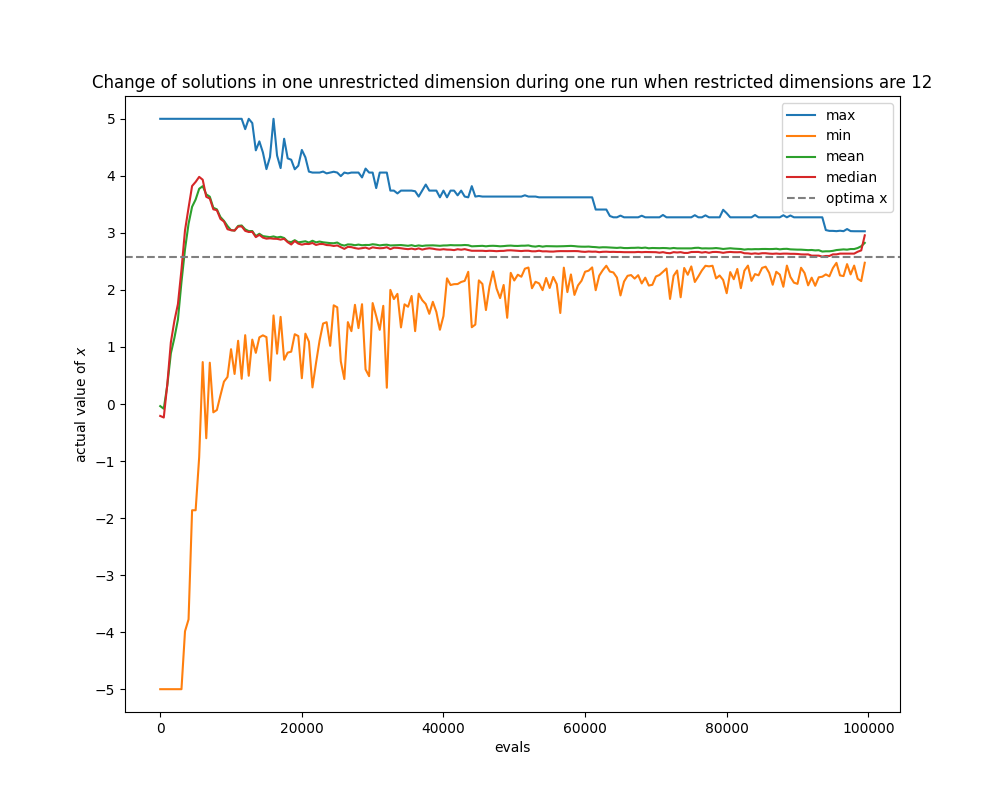 Change of solutions in one unrestricted dimension during one run when restricted dimensions are 12
max
min
mean
median
optima x
5
4
3
2
1
0
−1
−2
−3
−4
−5
actual value of x
0 20000 40000 60000 80000 100000
evals